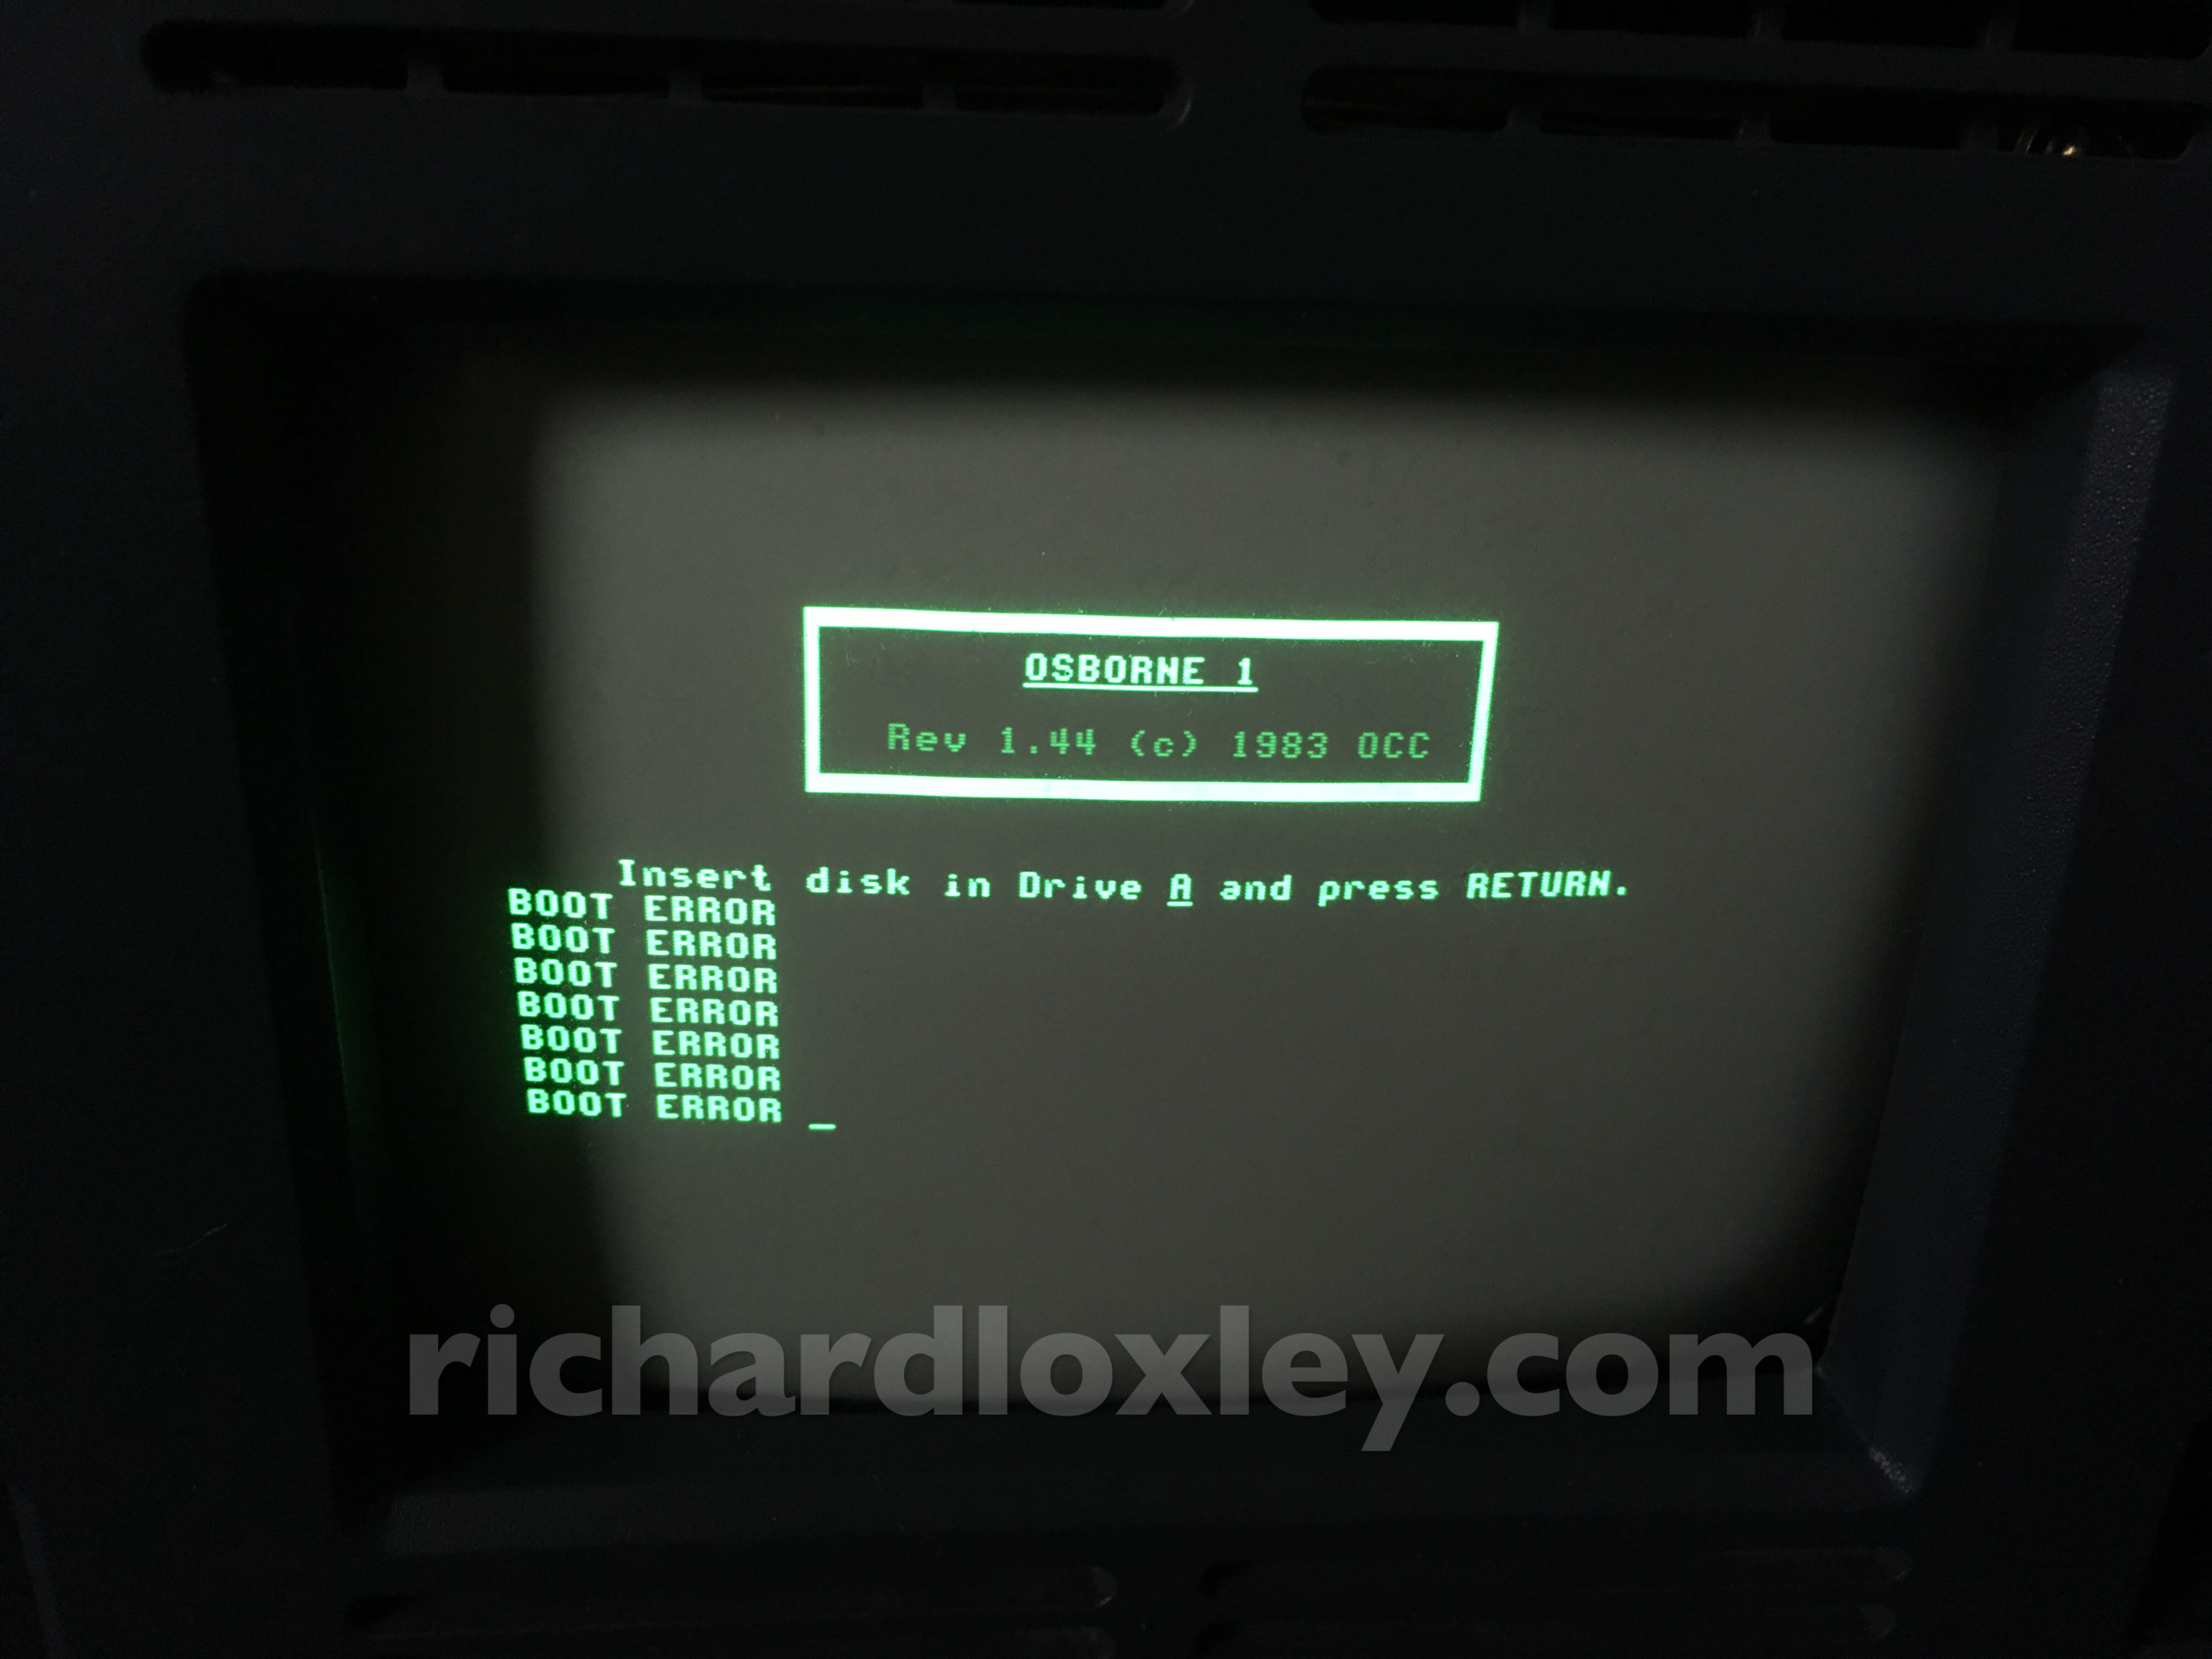 OSBORNE 1
Rev 1.44 (c) 1983 OCC
Insert disk in Drive A and press RETURN.
BOOT ERROR
BOOT ERROR
BOOT ERROR
BOOT ERROR
BOOT ERROR
BOOT ERROR
BOOT ERROR _
richardloxley.com